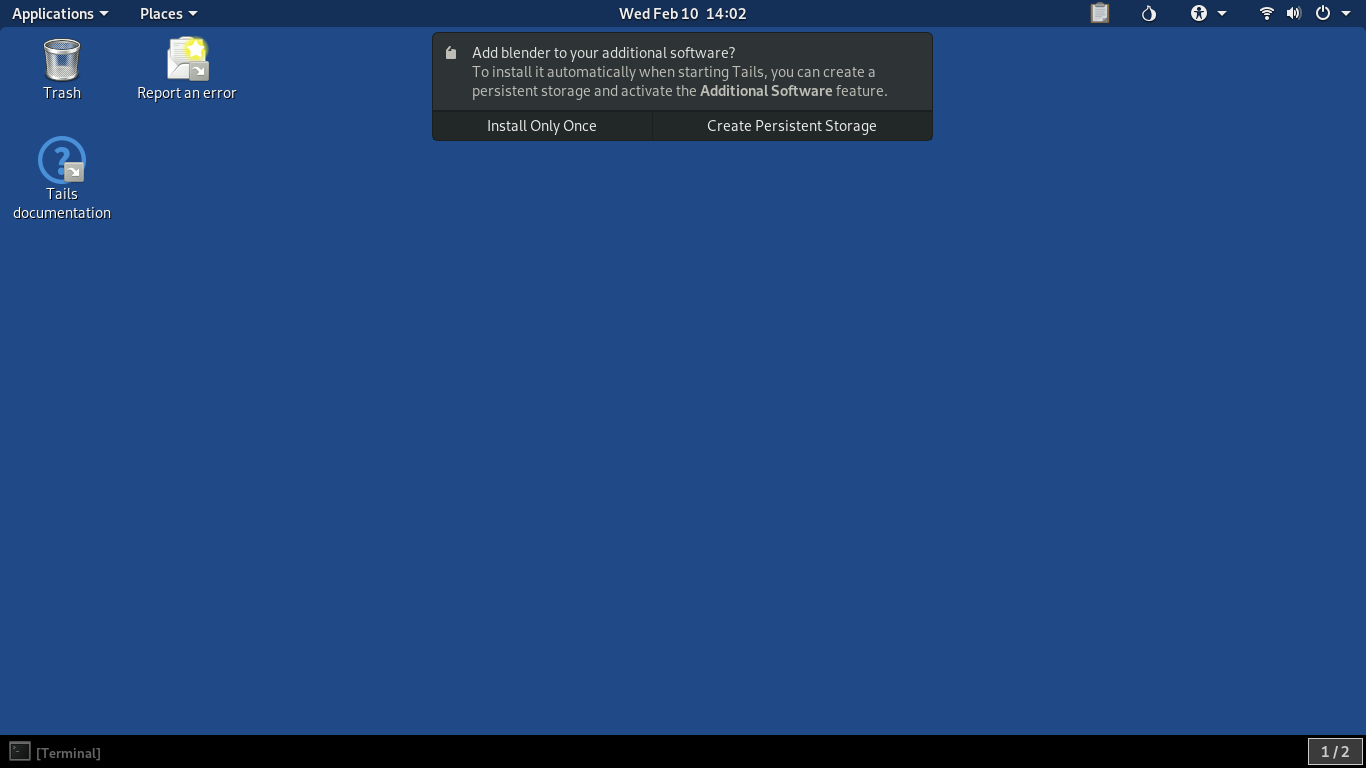 Applications Places Wed Feb 10 14:02
Trash
Report an error
Tails
documentation
Add blender to your additional software?
To install it automatically when starting Tails, you can create a
persistent storage and activate the Additional Software feature.
Install Only Once Create Persistent Storage
[Terminal] 1 / 2